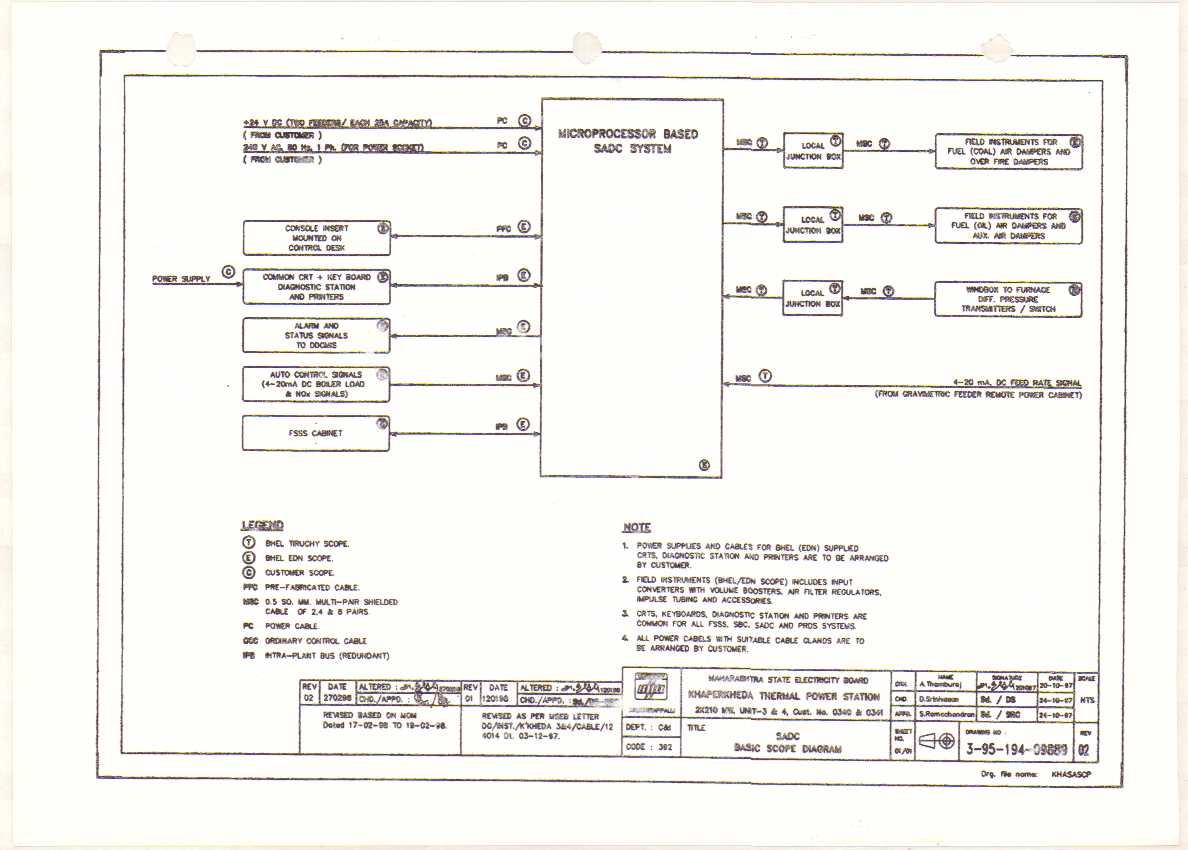 +24 V DC (TWO FEEDERS/ EACH 25A CAPACITY)
( FROM CUSTOMER )
PC C
240 V AC, 50 Hz, 1 Ph. (FOR POWER SOCKET)
( FROM CUSTOMER )
PC C
MICROPROCESSOR BASED
SADC SYSTEM
E
CONSOLE INSERT
MOUNTED ON
CONTROL DESK
E
PFC E
POWER SUPPLY C
COMMON CRT + KEY BOARD
DIAGNOSTIC STATION
AND PRINTERS
E
IPB E
ALARM AND
STATUS SIGNALS
TO DDCMIS
MSC E
AUTO CONTROL SIGNALS
(4-20mA DC BOILER LOAD
& NOx SIGNALS)
MSC E
FSSS CABINET
IPB E
MSC T
LOCAL T
JUNCTION BOX
MSC T
FIELD INSTRUMENTS FOR
FUEL (COAL) AIR DAMPERS AND
OVER FIRE DAMPERS
MSC T
LOCAL T
JUNCTION BOX
MSC T
FIELD INSTRUMENTS FOR
FUEL (OIL) AIR DAMPERS AND
AUX. AIR DAMPERS
MSC T
LOCAL T
JUNCTION BOX
MSC T
WINDBOX TO FURNACE
DIFF. PRESSURE
TRANSMITTERS / SWITCH
MSC T
4-20 mA, DC FEED RATE SIGNAL
(FROM GRAVIMETRIC FEEDER REMOTE POWER CABINET)
LEGEND
T BHEL TIRUCHY SCOPE.
E BHEL EDN SCOPE.
C CUSTOMER SCOPE.
PFC PRE-FABRICATED CABLE.
MSC 0.5 SQ. MM. MULTI-PAIR SHIELDED
CABLE OF 2,4 & 8 PAIRS
PC POWER CABLE.
OCC ORDINARY CONTROL CABLE
IPB INTRA-PLANT BUS (REDUNDANT)
NOTE
1. POWER SUPPLIES AND CABLES FOR BHEL (EDN) SUPPLIED
CRTS, DIAGNOSTIC STATION AND PRINTERS ARE TO BE ARRANGED
BY CUSTOMER.
2. FIELD INSTRUMENTS (BHEL/EDN SCOPE) INCLUDES INPUT
CONVERTERS WITH VOLUME BOOSTERS, AIR FILTER REGULATORS,
IMPULSE TUBING AND ACCESSORIES.
3. CRTS, KEYBOARDS, DIAGNOSTIC STATION AND PRINTERS ARE
COMMON FOR ALL FSSS, SBC, SADC AND PRDS SYSTEMS.
4. ALL POWER CABELS WITH SUITABLE CABLE GLANDS ARE TO
BE ARRANGED BY CUSTOMER.
REV DATE ALTERED :
02 270298 CHD./APPD. :
REVISED BASED ON MOM
Dated 17-02-98 TO 19-02-98.
REV DATE ALTERED : 120198
01 120198 CHD./APPD. :
REVISED AS PER MSEB LETTER
DG/INST./K'KHEDA 3&4/CABLE/12
4014 Dt. 03-12-97.
DEPT. : C&I
CODE : 362
MAHARASHTRA STATE ELECTRICITY BOARD
KHAPERKHEDA THERMAL POWER STATION
2X210 MW, UNIT-3 & 4, Cust. No. 0340 & 0341
TITLE
SADC
BASIC SCOPE DIAGRAM
NAME SIGNATURE DATE SCALE
DRN. A.Thamburaj 20-10-97
CHD. D.Srinivasan Sd. / DS 24-10-97 NTS
APPD. S.Ramachandran Sd. / SRC 24-10-97
SHEET NO. 01/01
DRAWING NO :
3-95-194-09889
REV
02
Drg. file name: KHASASCP